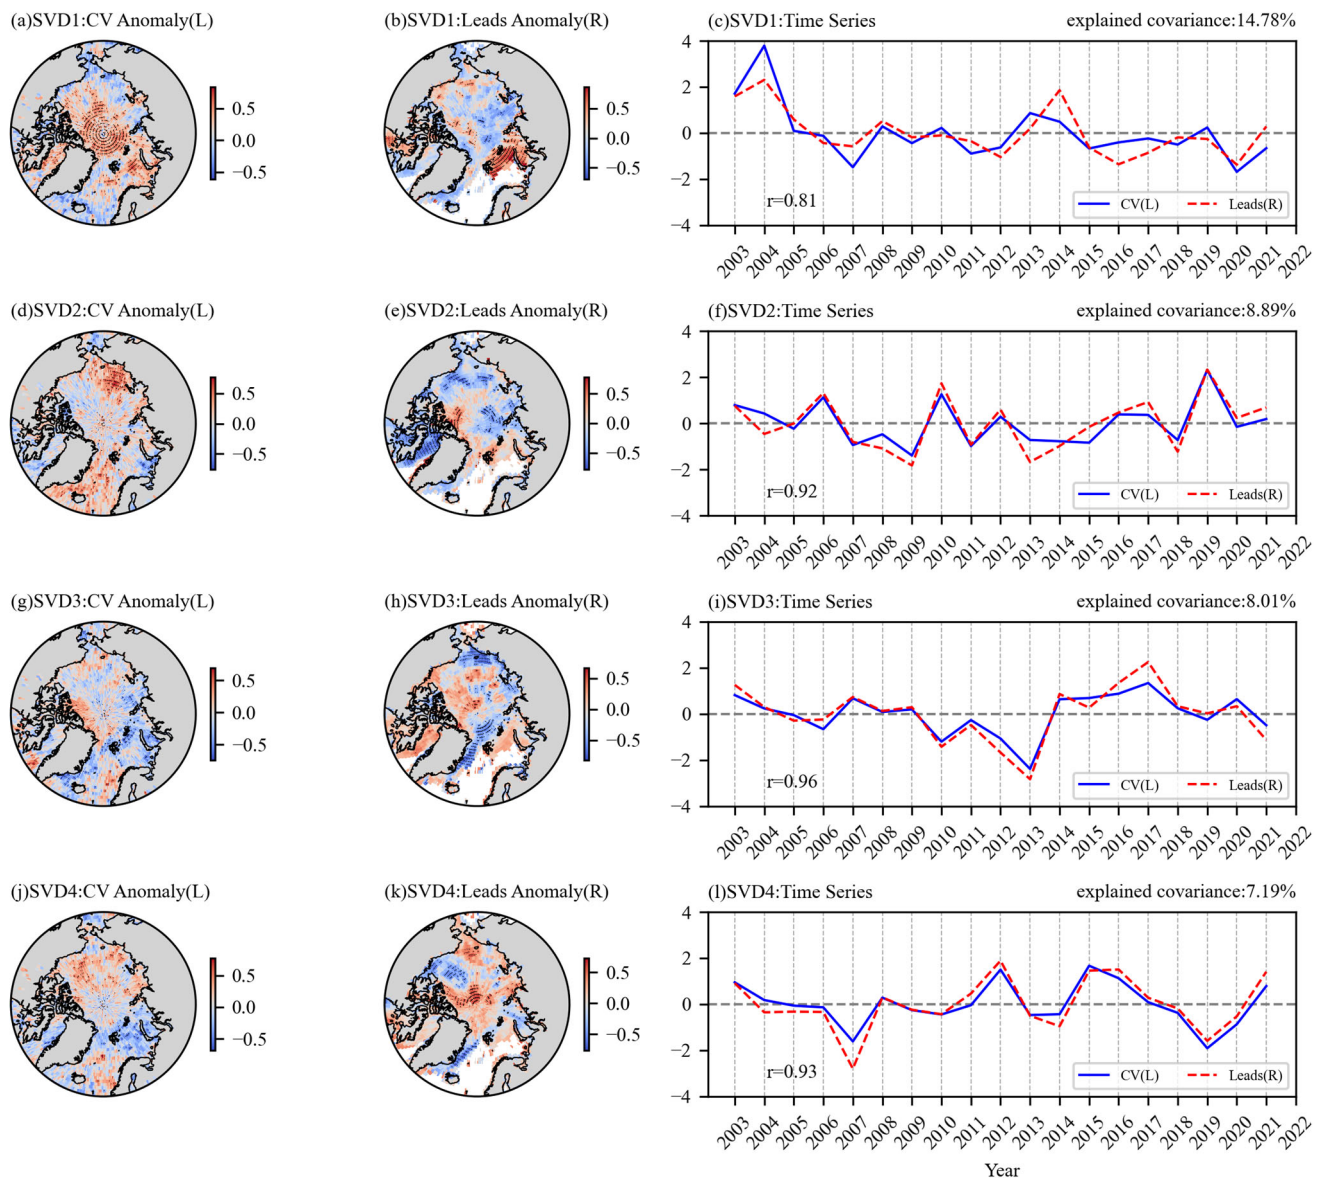 (a)SVD1:CV Anomaly(L)
(b)SVD1:Leads Anomaly(R)
(c)SVD1:Time Series
explained covariance:14.78%
0.5
0.0
−0.5
0.5
0.0
−0.5
4
2
0
−2
−4
r=0.81
CV(L)
Leads(R)
2003 2004 2005 2006 2007 2008 2009 2010 2011 2012 2013 2014 2015 2016 2017 2018 2019 2020 2021 2022
(d)SVD2:CV Anomaly(L)
(e)SVD2:Leads Anomaly(R)
(f)SVD2:Time Series
explained covariance:8.89%
0.5
0.0
−0.5
0.5
0.0
−0.5
4
2
0
−2
−4
r=0.92
CV(L)
Leads(R)
2003 2004 2005 2006 2007 2008 2009 2010 2011 2012 2013 2014 2015 2016 2017 2018 2019 2020 2021 2022
(g)SVD3:CV Anomaly(L)
(h)SVD3:Leads Anomaly(R)
(i)SVD3:Time Series
explained covariance:8.01%
0.5
0.0
−0.5
0.5
0.0
−0.5
4
2
0
−2
−4
r=0.96
CV(L)
Leads(R)
2003 2004 2005 2006 2007 2008 2009 2010 2011 2012 2013 2014 2015 2016 2017 2018 2019 2020 2021 2022
(j)SVD4:CV Anomaly(L)
(k)SVD4:Leads Anomaly(R)
(l)SVD4:Time Series
explained covariance:7.19%
0.5
0.0
−0.5
0.5
0.0
−0.5
4
2
0
−2
−4
r=0.93
CV(L)
Leads(R)
2003 2004 2005 2006 2007 2008 2009 2010 2011 2012 2013 2014 2015 2016 2017 2018 2019 2020 2021 2022
Year